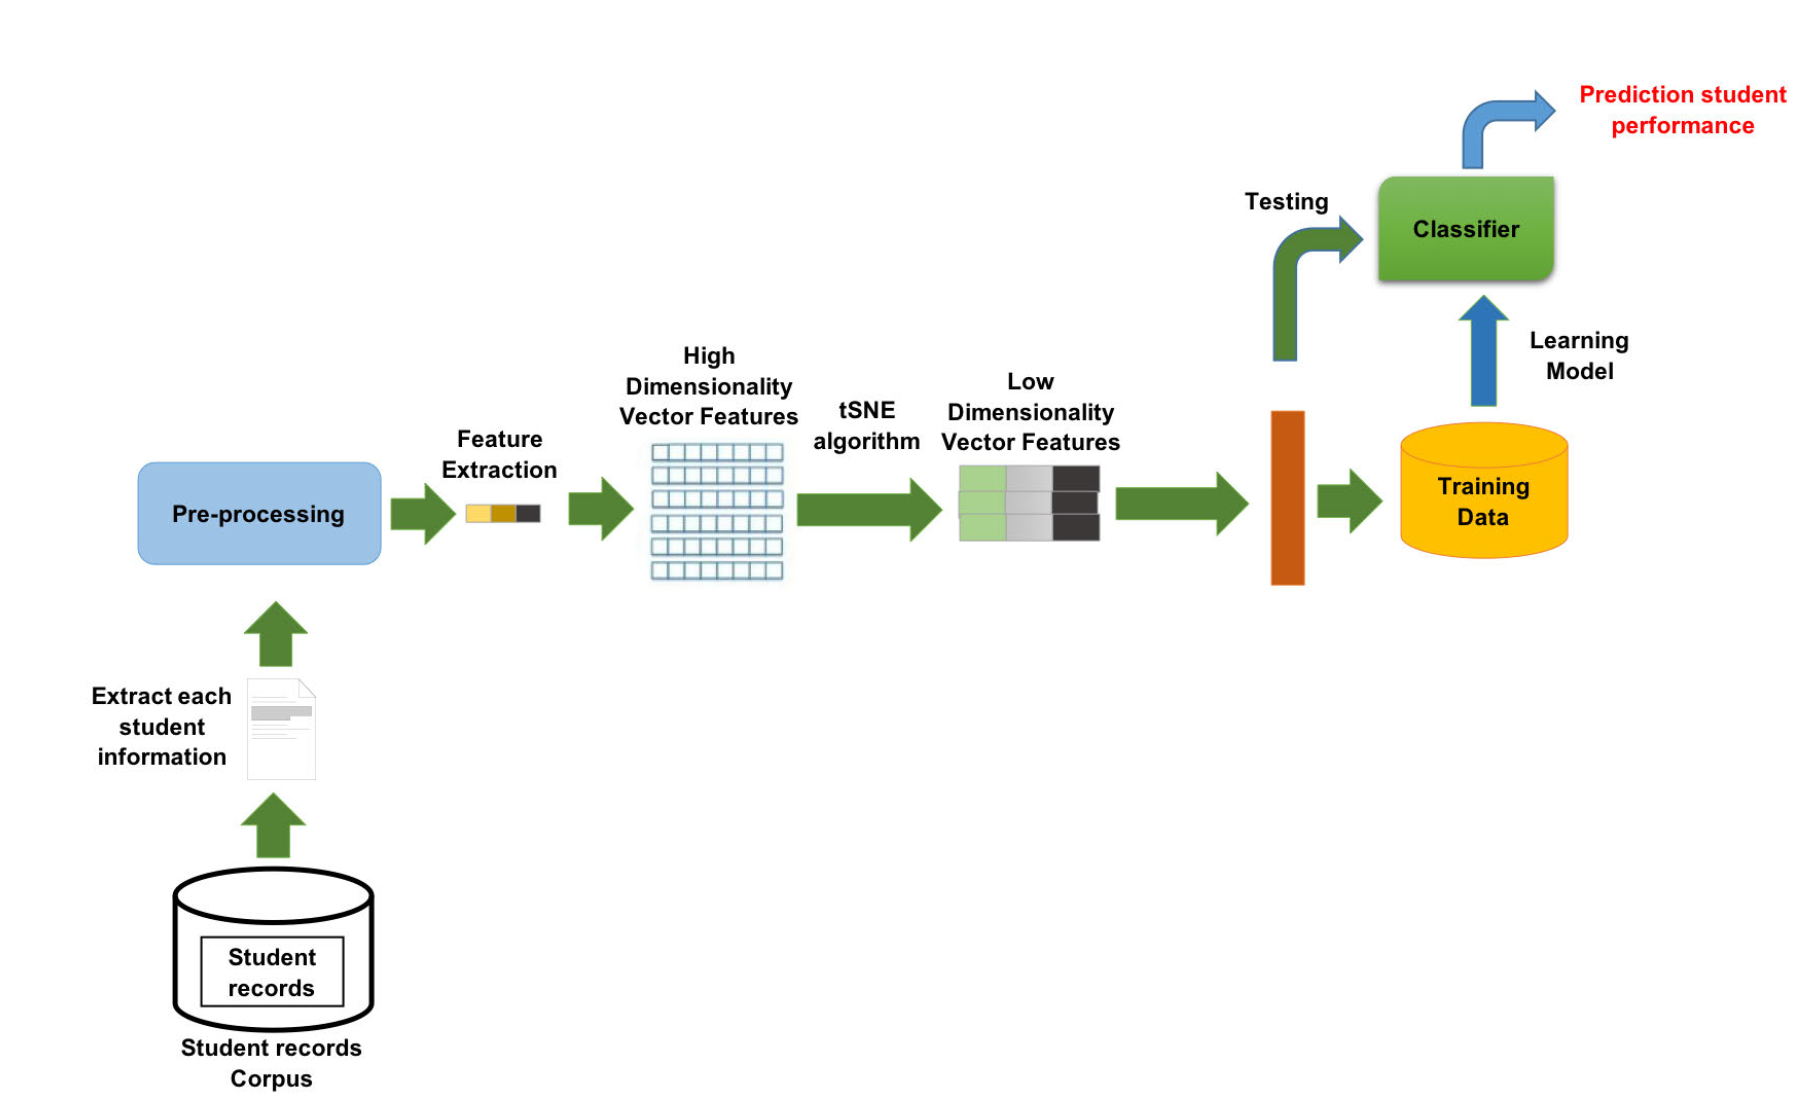 Prediction student
performance
Testing
Classifier
Learning
Model
High
Dimensionality
Vector Features
tSNE
algorithm
Low
Dimensionality
Vector Features
Feature
Extraction
Pre-processing
Training
Data
Extract each
student
information
Student
records
Student records
Corpus